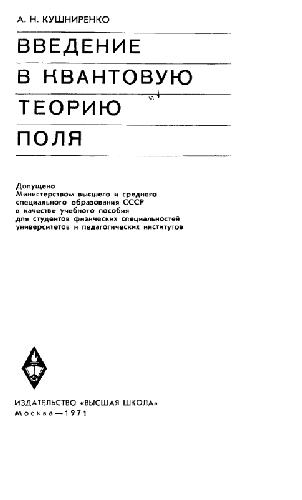 А. Н. КУШНИРЕНКО
ВВЕДЕНИЕ
В КВАНТОВУЮ
ТЕОРИЮ
ПОЛЯ
Допущено
Министерством высшего и среднего
специального образования СССР
в качестве учебного пособия
для студентов физических специальностей
университетов и педагогических институтов
ИЗДАТЕЛЬСТВО «ВЫСШАЯ ШКОЛА»
Москва — 1971